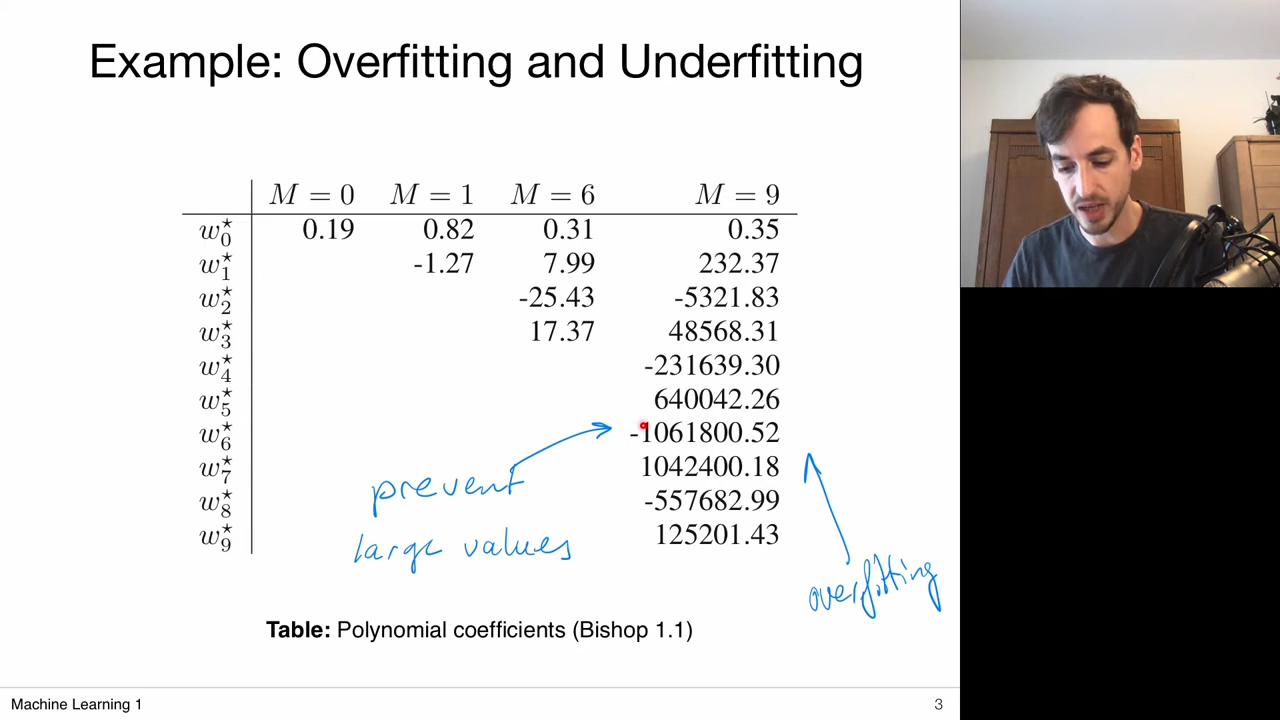 Example: Overfitting and Underfitting
M = 0 M = 1 M = 6 M = 9
w₀* 0.19 0.82 0.31 0.35
w₁* -1.27 7.99 232.37
w₂* -25.43 -5321.83
w₃* 17.37 48568.31
w₄* -231639.30
w₅* 640042.26
w₆* -1061800.52
w₇* 1042400.18
w₈* -557682.99
w₉* 125201.43
prevent
large values
overfitting
Table: Polynomial coefficients (Bishop 1.1)
Machine Learning 1 3